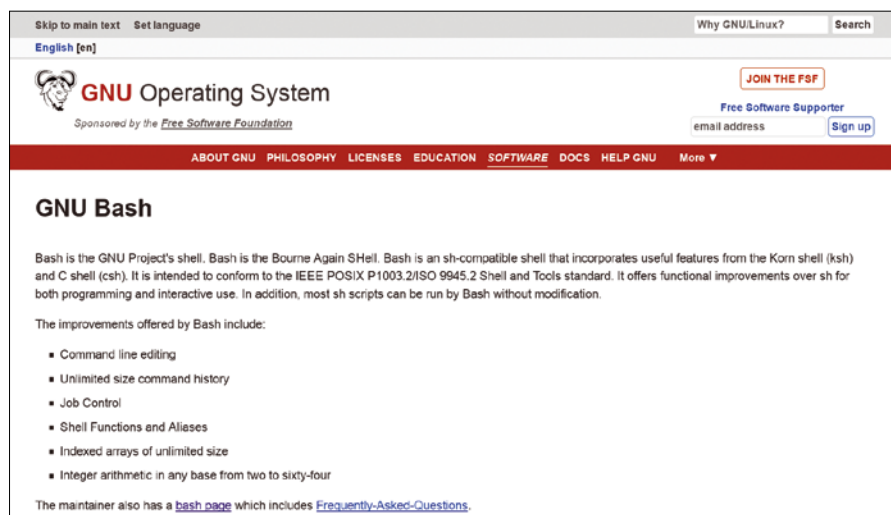 Skip to main text Set language Why GNU/Linux? Search
English [en]
JOIN THE FSF
GNU Operating System
Free Software Supporter
Sponsored by the Free Software Foundation
email address Sign up
ABOUT GNU PHILOSOPHY LICENSES EDUCATION SOFTWARE DOCS HELP GNU More ▼
GNU Bash
Bash is the GNU Project's shell. Bash is the Bourne Again SHell. Bash is an sh-compatible shell that incorporates useful features from the Korn shell (ksh)
and C shell (csh). It is intended to conform to the IEEE POSIX P1003.2/ISO 9945.2 Shell and Tools standard. It offers functional improvements over sh for
both programming and interactive use. In addition, most sh scripts can be run by Bash without modification.
The improvements offered by Bash include:
▪ Command line editing
▪ Unlimited size command history
▪ Job Control
▪ Shell Functions and Aliases
▪ Indexed arrays of unlimited size
▪ Integer arithmetic in any base from two to sixty-four
The maintainer also has a bash page which includes Frequently-Asked-Questions.